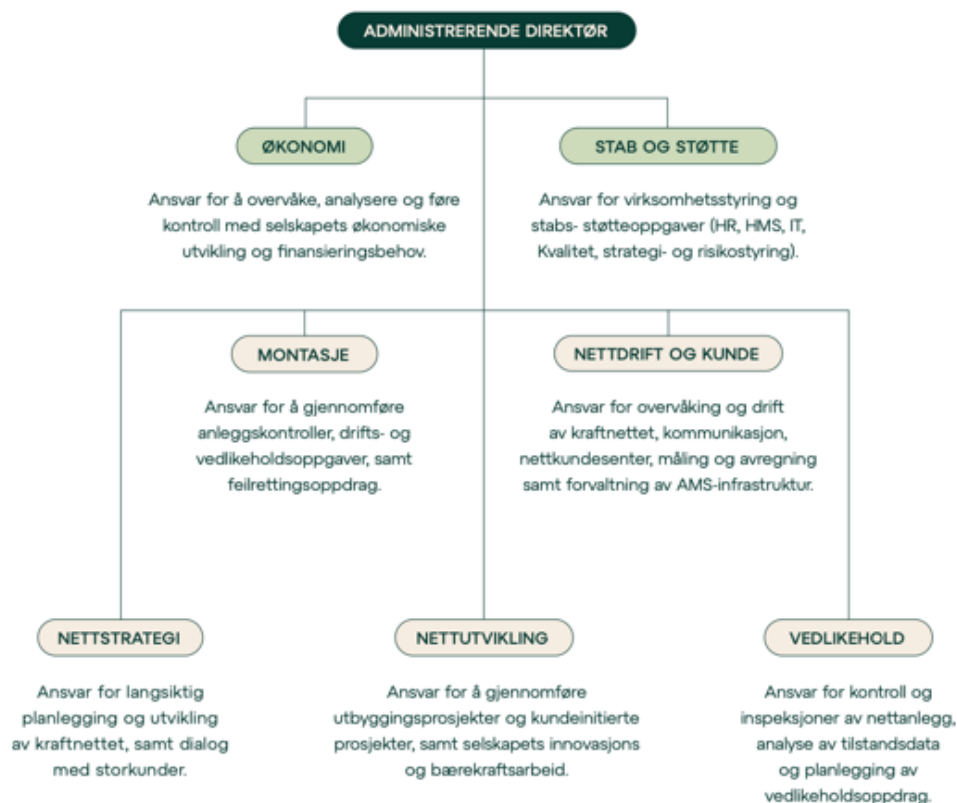 ADMINISTRERENDE DIREKTØR
ØKONOMI
Ansvar for å overvåke, analysere og føre
kontroll med selskapets økonomiske
utvikling og finansieringsbehov.
STAB OG STØTTE
Ansvar for virksomhetsstyring og
stabs- støtteoppgaver (HR, HMS, IT,
Kvalitet, strategi- og risikostyring).
MONTASJE
Ansvar for å gjennomføre
anleggskontroller, drifts- og
vedlikeholdsoppgaver, samt
feilrettingsoppdrag.
NETTDRIFT OG KUNDE
Ansvar for overvåking og drift
av kraftnettet, kommunikasjon,
nettkundesenter, måling og avregning
samt forvaltning av AMS-infrastruktur.
NETTSTRATEGI
Ansvar for langsiktig
planlegging og utvikling
av kraftnettet, samt dialog
med storkunder.
NETTUTVIKLING
Ansvar for å gjennomføre
utbyggingsprosjekter og kundeinitierte
prosjekter, samt selskapets innovasjons
og bærekraftsarbeid.
VEDLIKEHOLD
Ansvar for kontroll og
inspeksjoner av nettanlegg,
analyse av tilstandsdata
og planlegging av
vedlikeholdsoppdrag.